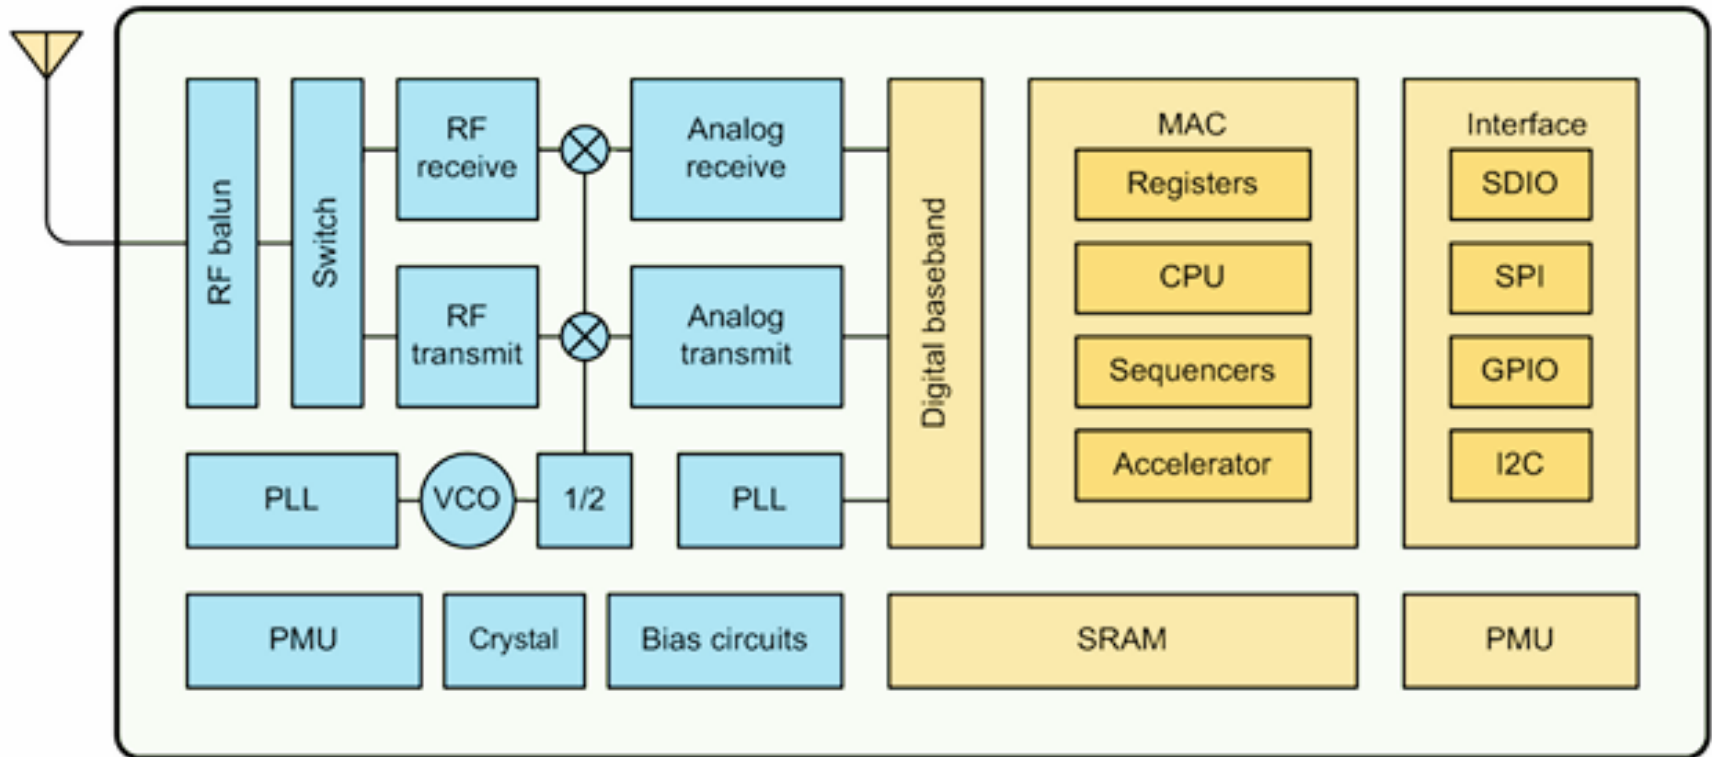 RF balun
Switch
RF
receive
Analog
receive
RF
transmit
Analog
transmit
PLL
VCO
1/2
PLL
Digital baseband
MAC
Registers
CPU
Sequencers
Accelerator
Interface
SDIO
SPI
GPIO
I2C
PMU
Crystal
Bias circuits
SRAM
PMU